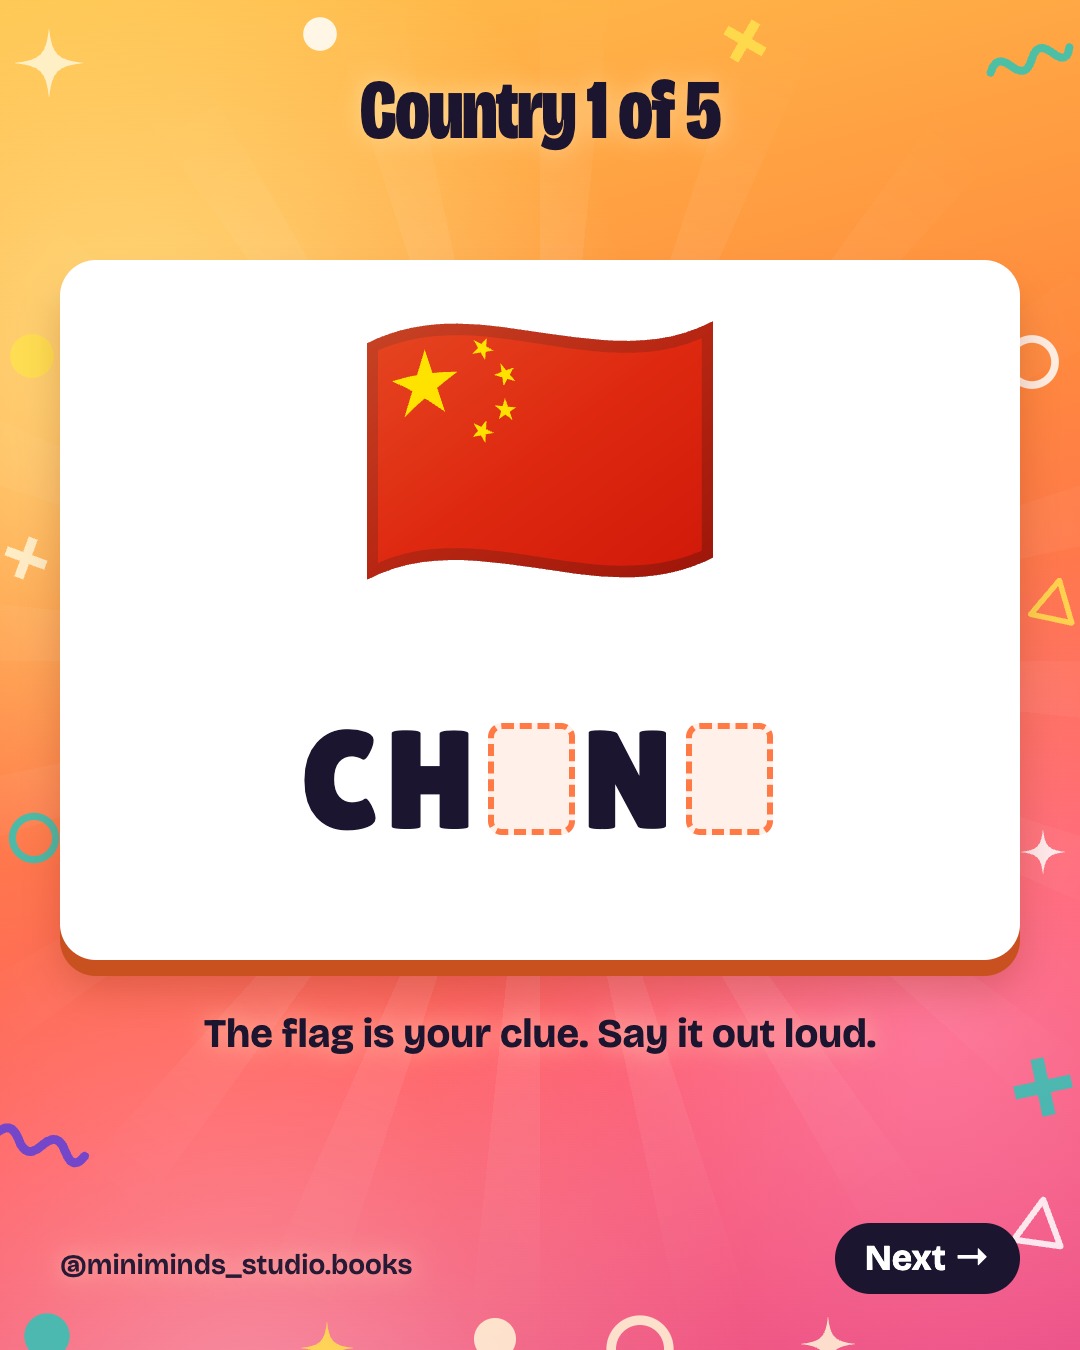 Country 1 of 5
CH N
The flag is your clue. Say it out loud.
@miniminds_studio.books
Next →